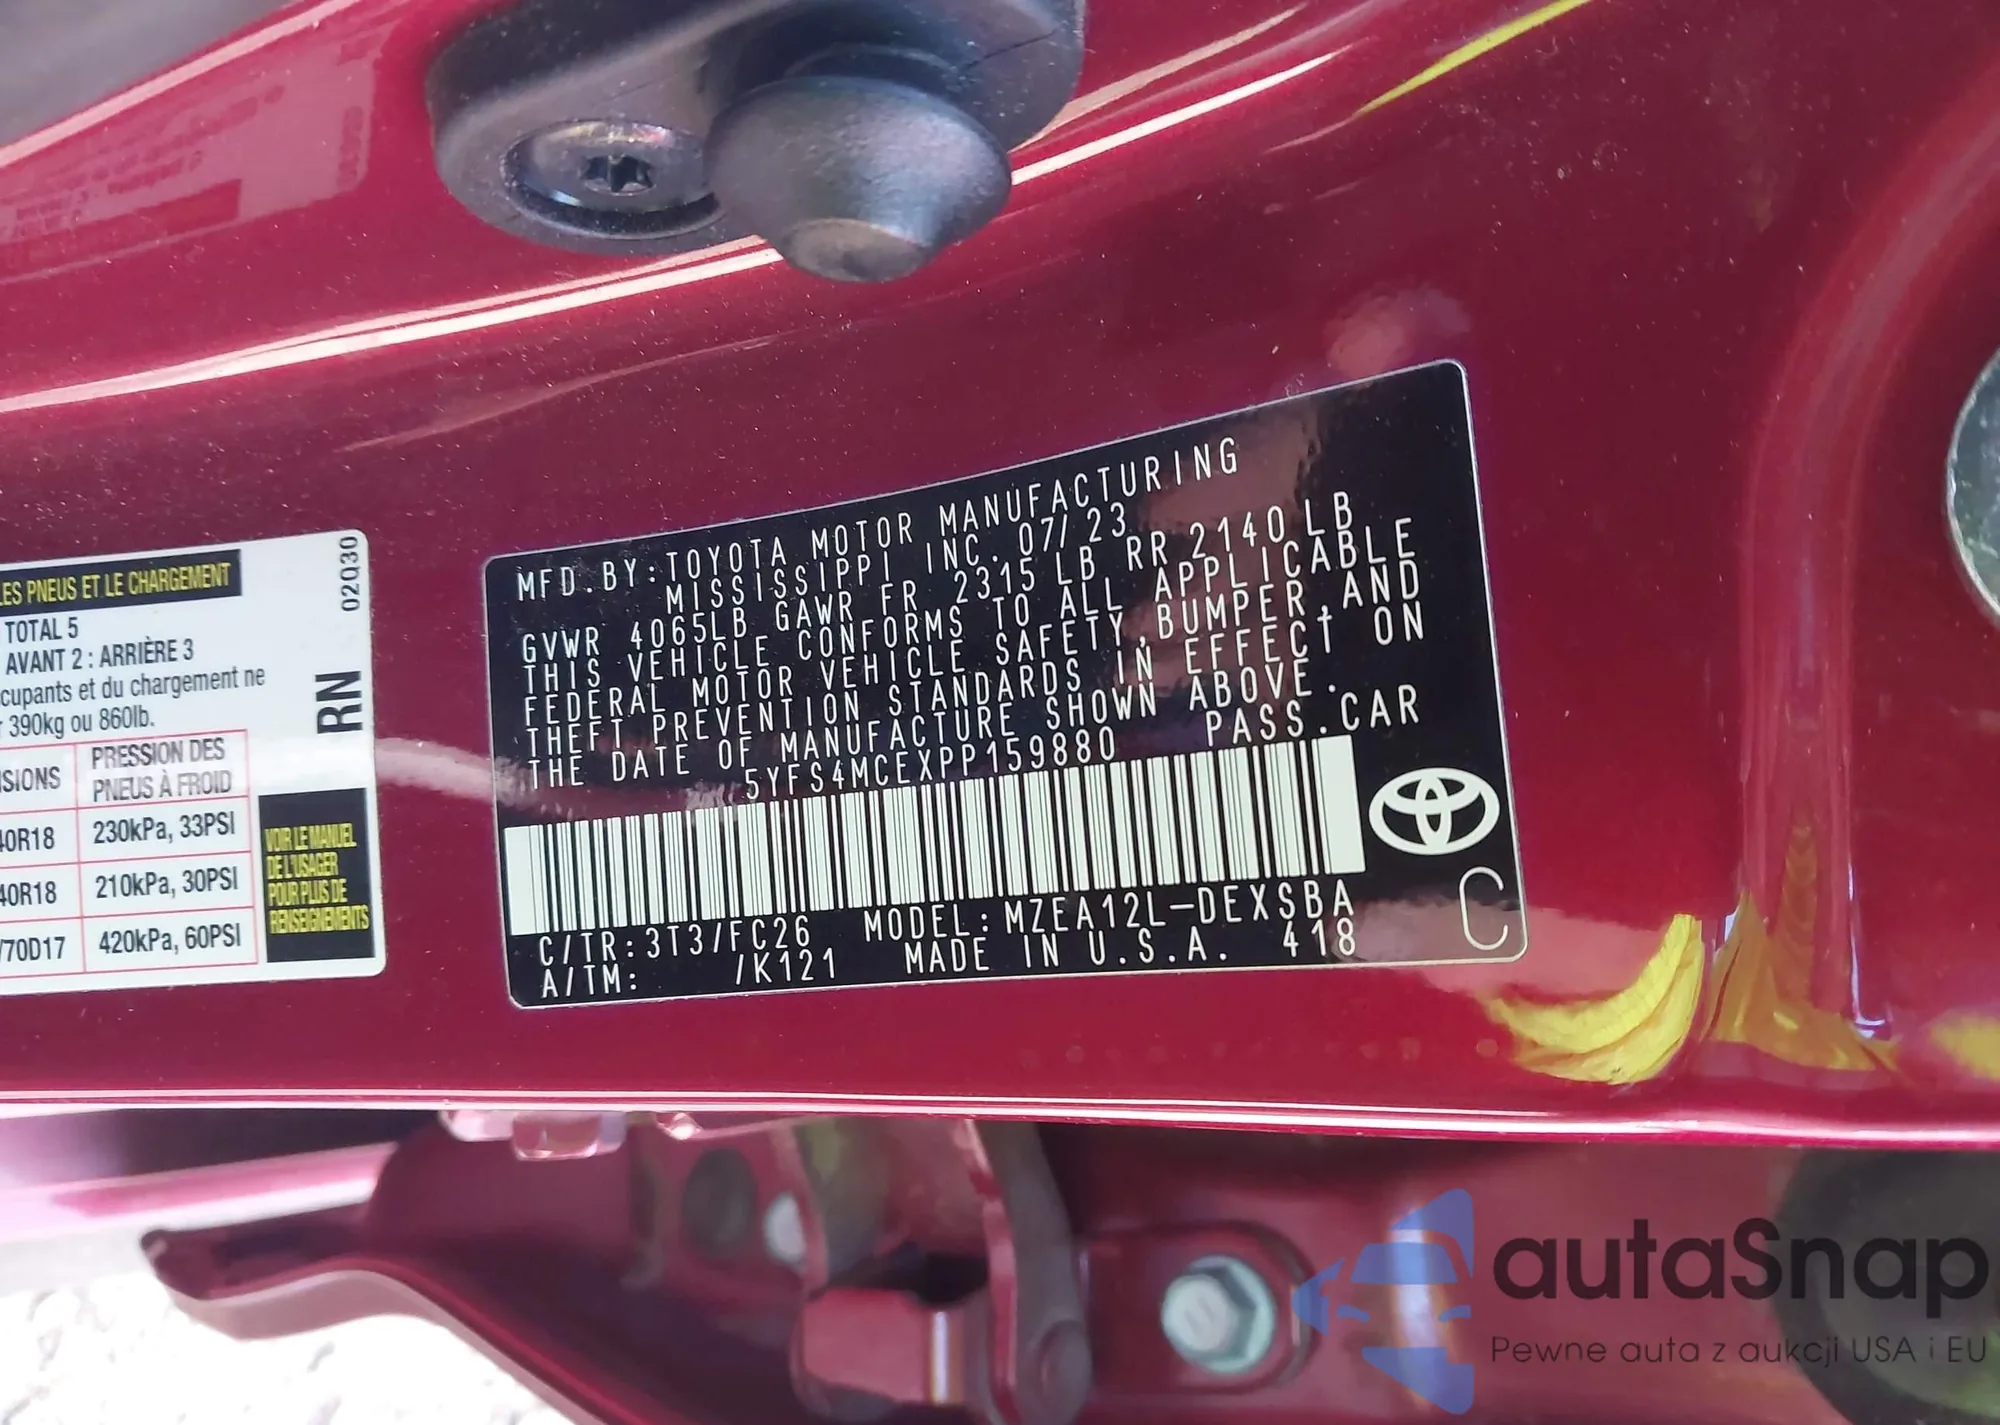 LES PNEUS ET LE CHARGEMENT
02Q30
TOTAL 5
AVANT 2 : ARRIÈRE 3
cupants et du chargement ne
390kg ou 860lb.
RN
PRESSION DES
PNEUS À FROID
40R18 230kPa, 33PSI
40R18 210kPa, 30PSI
/70D17 420kPa, 60PSI
VOIR LE MANUEL
DE L'USAGER
POUR PLUS DE
RENSEIGNEMENTS
MFD.BY:TOYOTA MOTOR MANUFACTURING
MISSISSIPPI INC. 07/23
GVWR 4065LB GAWR FR 2315LB RR 2140LB
THIS VEHICLE CONFORMS TO ALL APPLICABLE
FEDERAL MOTOR VEHICLE SAFETY,BUMPER,AND
THEFT PREVENTION STANDARDS IN EFFECT ON
THE DATE OF MANUFACTURE SHOWN ABOVE.
5YFS4MCEXPP159880 PASS.CAR
C/TR:3T3/FC26 MODEL:MZEA12L-DEXSBA
A/TM: /K121 MADE IN U.S.A. 418
C
autaSnap
Pewne auta z aukcji USA i EU